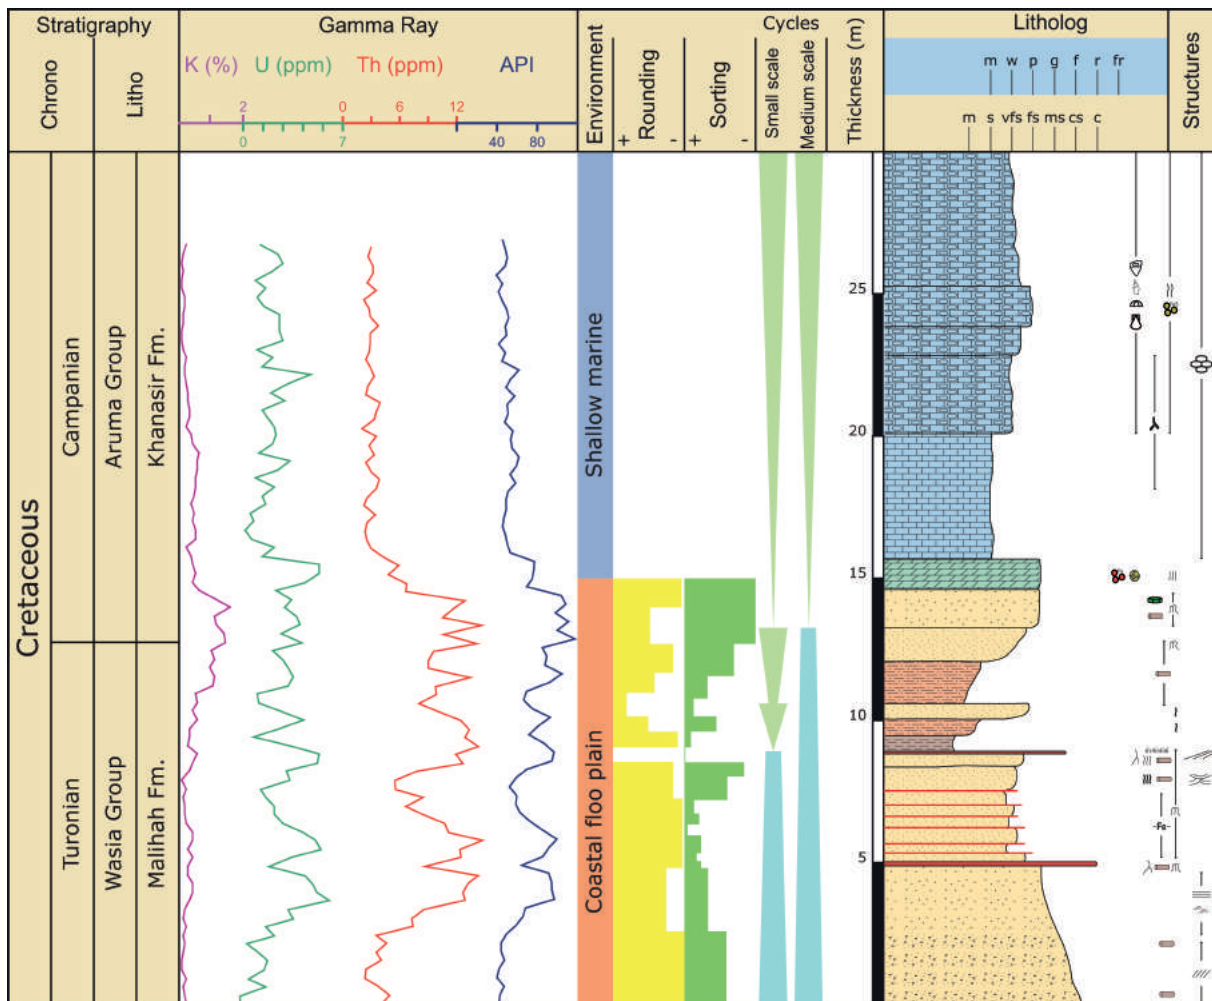 Stratigraphy
Gamma Ray
Cycles
Litholog
Chrono
Litho
K (%)
U (ppm)
Th (ppm)
API
Environment
Rounding
+ -
Sorting
+ -
Small scale
Medium scale
Thickness (m)
Structures
m w p g f r fr
m s vfs fs ms cs c
2
0 6 12
0 7
40 80
Cretaceous
Campanian
Aruma Group
Khanasir Fm.
Turonian
Wasia Group
Malihah Fm.
Shallow marine
Coastal floo plain
25
20
15
10
5
-Fe-